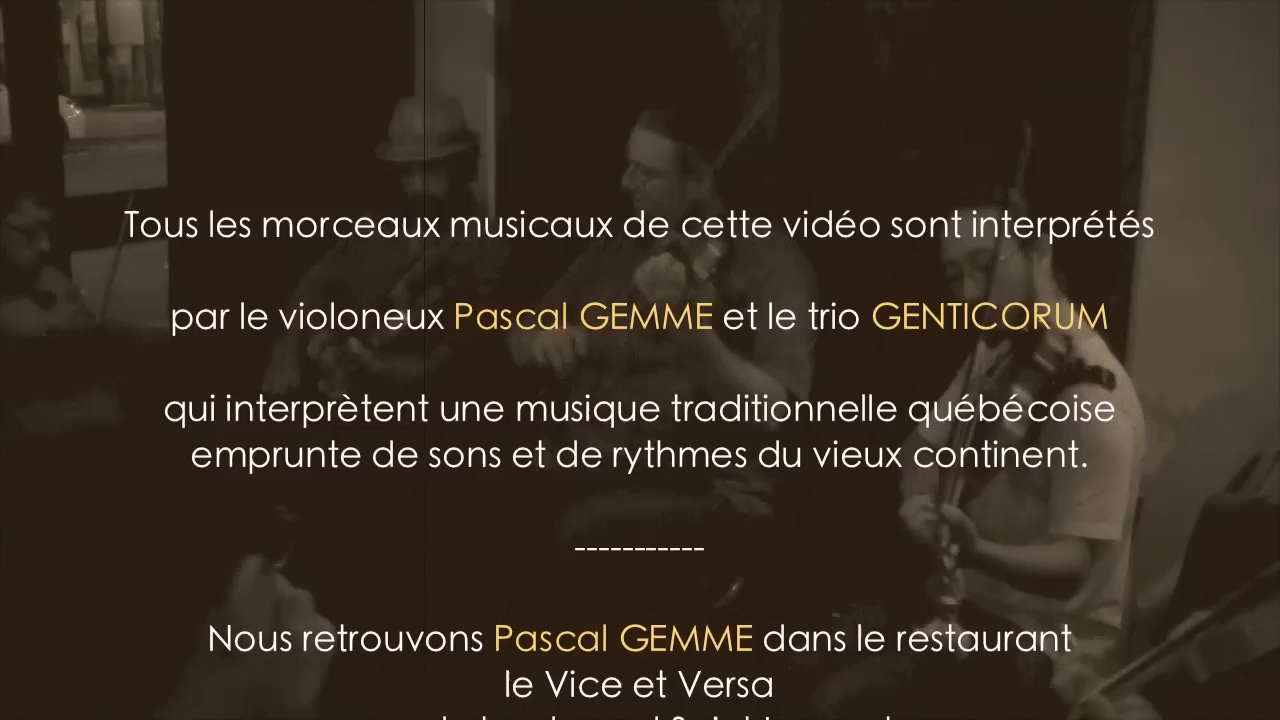 Tous les morceaux musicaux de cette vidéo sont interprétés
par le violoneux Pascal GEMME et le trio GENTICORUM
qui interprètent une musique traditionnelle québécoise
emprunte de sons et de rythmes du vieux continent.
-----------
Nous retrouvons Pascal GEMME dans le restaurant
le Vice et Versa